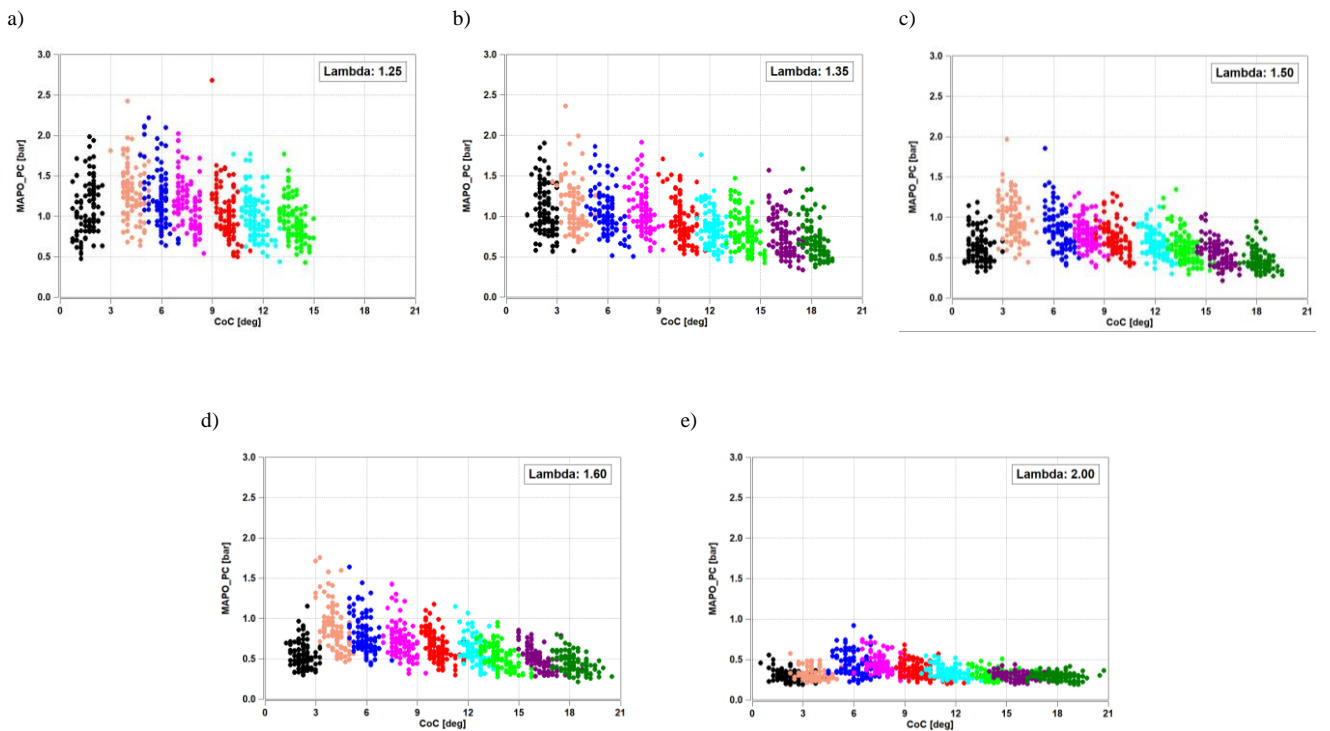 a)
b)
c)
3.0
2.5
2.0
1.5
1.0
0.5
0.0
MAPO_PC [bar]
Lambda: 1.25
0 3 6 9 12 15 18 21
CoC [deg]
3.0
2.5
2.0
1.5
1.0
0.5
0.0
MAPO_PC [bar]
Lambda: 1.35
0 3 6 9 12 15 18 21
CoC [deg]
3.0
2.5
2.0
1.5
1.0
0.5
0.0
MAPO_PC [bar]
Lambda: 1.50
0 3 6 9 12 15 18 21
CoC [deg]
d)
e)
3.0
2.5
2.0
1.5
1.0
0.5
0.0
MAPO_PC [bar]
Lambda: 1.60
0 3 6 9 12 15 18 21
CoC [deg]
3.0
2.5
2.0
1.5
1.0
0.5
0.0
MAPO_PC [bar]
Lambda: 2.00
0 3 6 9 12 15 18 21
CoC [deg]